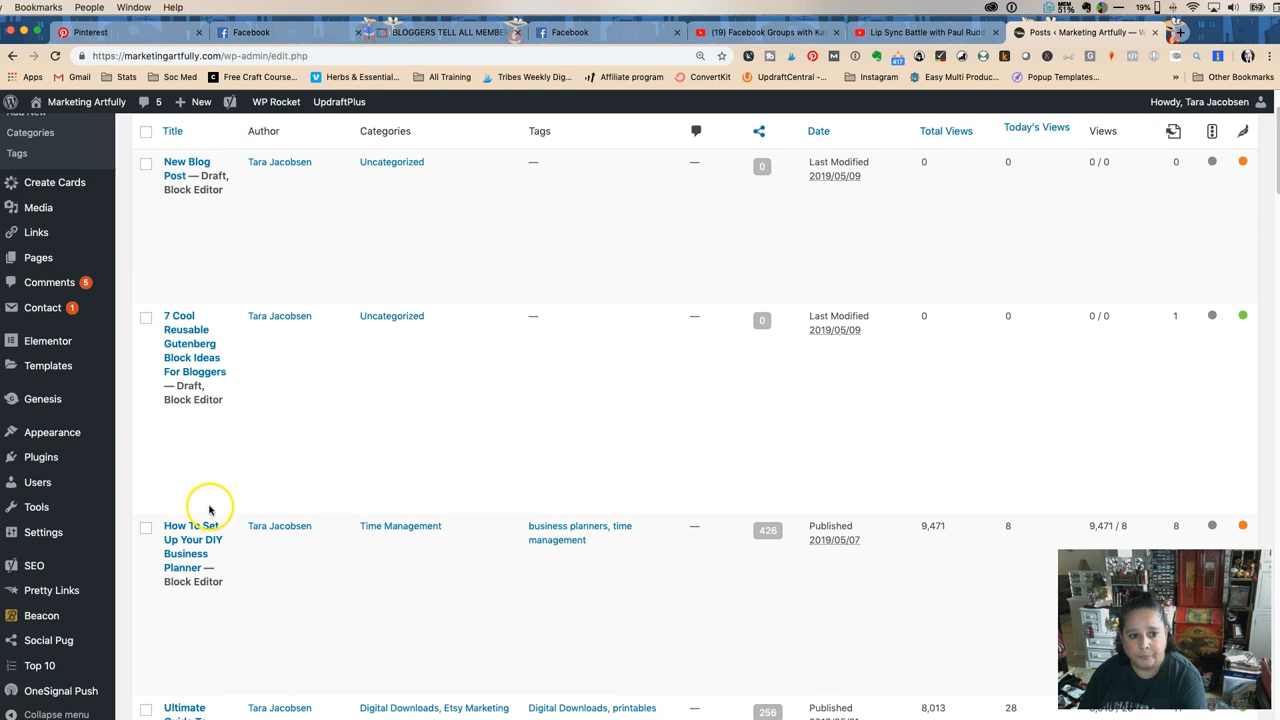 Bookmarks People Window Help 19%
Pinterest Facebook BLOGGERS TELL ALL MEMBE Facebook (19) Facebook Groups with Ka Lip Sync Battle with Paul Rudd Posts ‹ Marketing Artfully — W
https://marketingartfully.com/wp-admin/edit.php
Apps Gmail Stats Soc Med Free Craft Course... Herbs & Essential... All Training Tribes Weekly Dig... Affiliate program ConvertKit UpdraftCentral -... Instagram Easy Multi Produc... Popup Templates... » Other Bookmarks
Marketing Artfully 5 + New WP Rocket UpdraftPlus Howdy, Tara Jacobsen
Add New
Categories
Tags
Create Cards
Media
Links
Pages
Comments 5
Contact 1
Elementor
Templates
Genesis
Appearance
Plugins
Users
Tools
Settings
SEO
Pretty Links
Beacon
Social Pug
Top 10
OneSignal Push
Collapse menu
Title Author Categories Tags Date Total Views Today's Views Views
New Blog Tara Jacobsen Uncategorized — — 0 Last Modified 0 0 0 / 0 0
Post — Draft, 2019/05/09
Block Editor
7 Cool Tara Jacobsen Uncategorized — — 0 Last Modified 0 0 0 / 0 1
Reusable 2019/05/09
Gutenberg
Block Ideas
For Bloggers
— Draft,
Block Editor
How To Set Tara Jacobsen Time Management business planners, time — 426 Published 9,471 8 9,471 / 8 8
Up Your DIY management 2019/05/07
Business
Planner —
Block Editor
Ultimate Tara Jacobsen Digital Downloads, Etsy Marketing Digital Downloads, printables — 256 Published 8,013 28